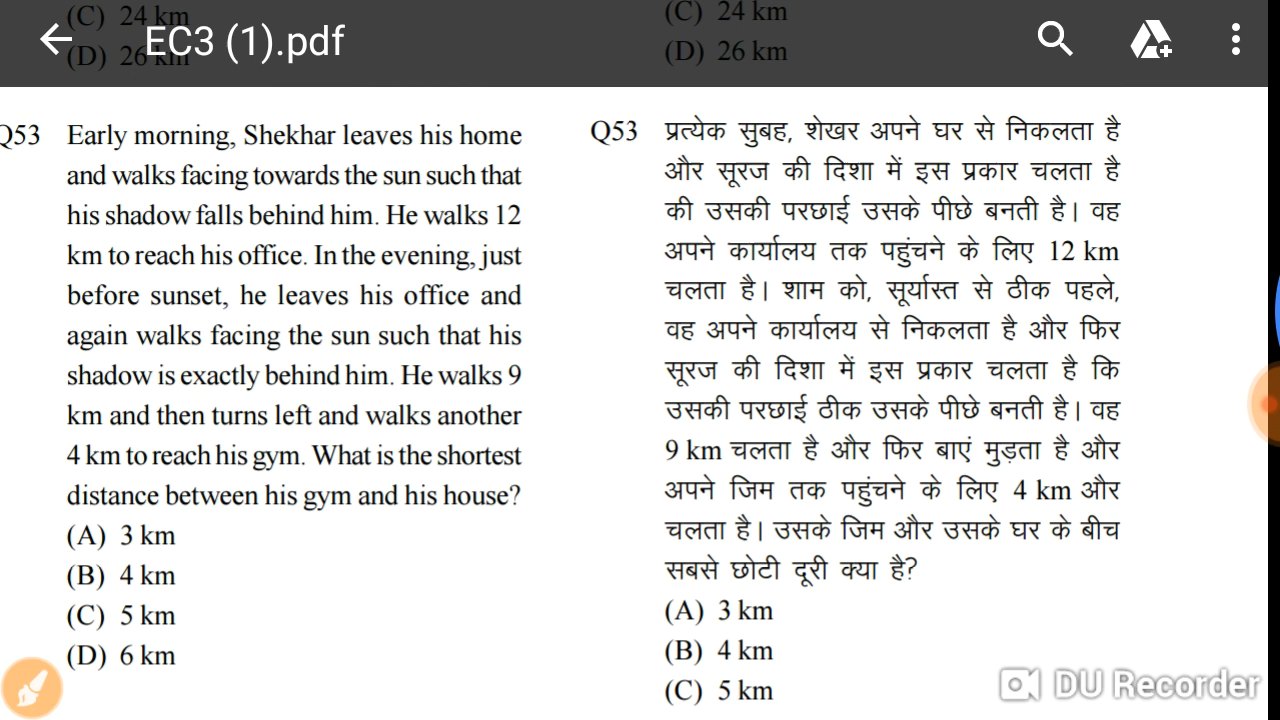 (C) 24 km
(D) 26 km
(C) 24 km
(D) 26 km
EC3 (1).pdf
Q53 Early morning, Shekhar leaves his home
and walks facing towards the sun such that
his shadow falls behind him. He walks 12
km to reach his office. In the evening, just
before sunset, he leaves his office and
again walks facing the sun such that his
shadow is exactly behind him. He walks 9
km and then turns left and walks another
4 km to reach his gym. What is the shortest
distance between his gym and his house?
(A) 3 km
(B) 4 km
(C) 5 km
(D) 6 km
Q53 प्रत्येक सुबह, शेखर अपने घर से निकलता है
और सूरज की दिशा में इस प्रकार चलता है
की उसकी परछाई उसके पीछे बनती है। वह
अपने कार्यालय तक पहुंचने के लिए 12 km
चलता है। शाम को, सूर्यास्त से ठीक पहले,
वह अपने कार्यालय से निकलता है और फिर
सूरज की दिशा में इस प्रकार चलता है कि
उसकी परछाई ठीक उसके पीछे बनती है। वह
9 km चलता है और फिर बाएं मुड़ता है और
अपने जिम तक पहुंचने के लिए 4 km और
चलता है। उसके जिम और उसके घर के बीच
सबसे छोटी दूरी क्या है?
(A) 3 km
(B) 4 km
(C) 5 km
DU Recorder